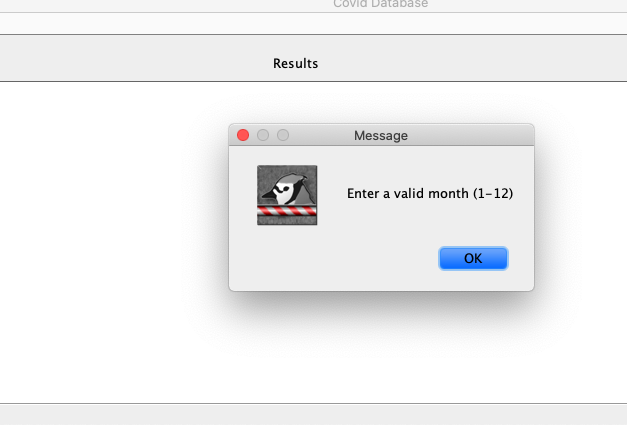 Covid Database
Results
Message
Enter a valid month (1-12)
OK